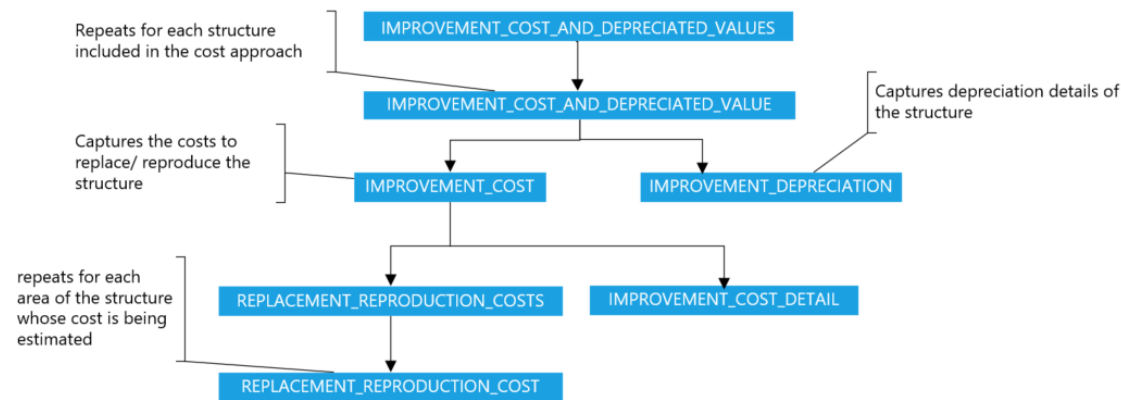 Repeats for each structure
included in the cost approach
IMPROVEMENT_COST_AND_DEPRECIATED_VALUES
IMPROVEMENT_COST_AND_DEPRECIATED_VALUE
Captures depreciation details of
the structure
Captures the costs to
replace/ reproduce the
structure
IMPROVEMENT_COST
IMPROVEMENT_DEPRECIATION
repeats for each
area of the structure
whose cost is being
estimated
REPLACEMENT_REPRODUCTION_COSTS
IMPROVEMENT_COST_DETAIL
REPLACEMENT_REPRODUCTION_COST